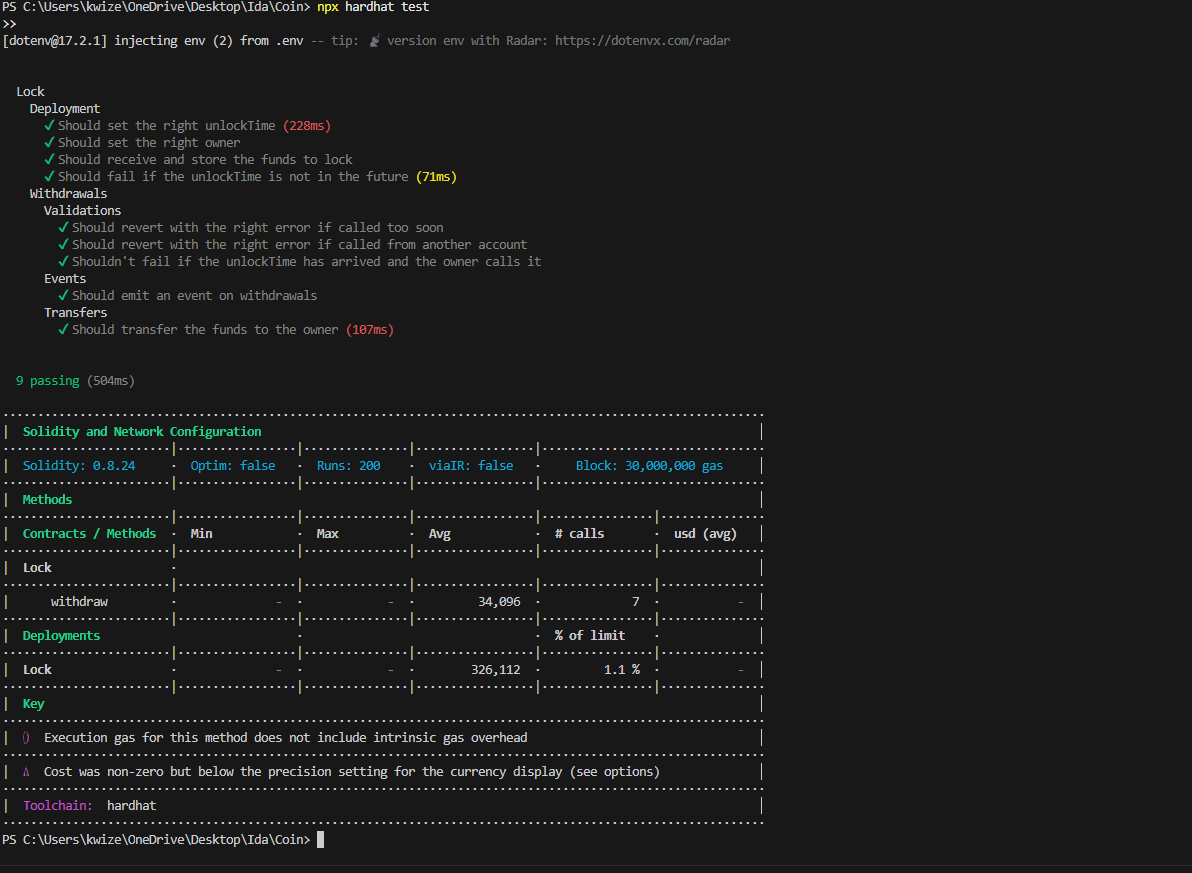 PS C:\Users\kwize\OneDrive\Desktop\Ida\Coin> npx hardhat test
>>
[dotenv@17.2.1] injecting env (2) from .env -- tip: 📡 version env with Radar: https://dotenvx.com/radar
Lock
Deployment
✓ Should set the right unlockTime (228ms)
✓ Should set the right owner
✓ Should receive and store the funds to lock
✓ Should fail if the unlockTime is not in the future (71ms)
Withdrawals
Validations
✓ Should revert with the right error if called too soon
✓ Should revert with the right error if called from another account
✓ Shouldn't fail if the unlockTime has arrived and the owner calls it
Events
✓ Should emit an event on withdrawals
Transfers
✓ Should transfer the funds to the owner (107ms)
9 passing (504ms)
| Solidity and Network Configuration |
| Solidity: 0.8.24 · Optim: false · Runs: 200 · viaIR: false · Block: 30,000,000 gas |
| Methods |
| Contracts / Methods · Min · Max · Avg · # calls · usd (avg) |
| Lock · |
| withdraw · - · - · 34,096 · 7 · - |
| Deployments · · % of limit · |
| Lock · - · - · 326,112 · 1.1 % · - |
| Key |
| ◯ Execution gas for this method does not include intrinsic gas overhead |
| △ Cost was non-zero but below the precision setting for the currency display (see options) |
| Toolchain: hardhat |
PS C:\Users\kwize\OneDrive\Desktop\Ida\Coin>